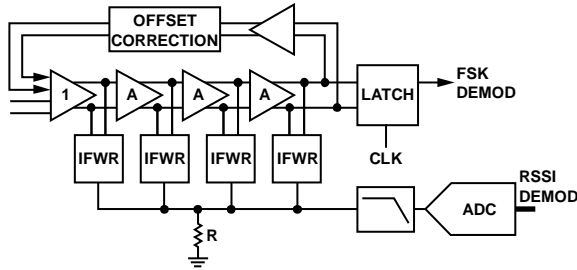 OFFSET
CORRECTION
1
A
A
A
LATCH
FSK
DEMOD
IFWR
IFWR
IFWR
IFWR
CLK
R
ADC
RSSI
DEMOD